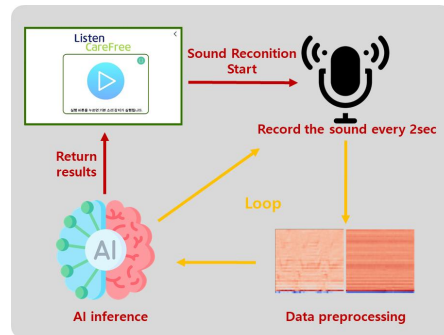 Listen
CareFree
Sound Reconition
Start
Record the sound every 2sec
Return
results
Loop
AI
AI inference
Data preprocessing